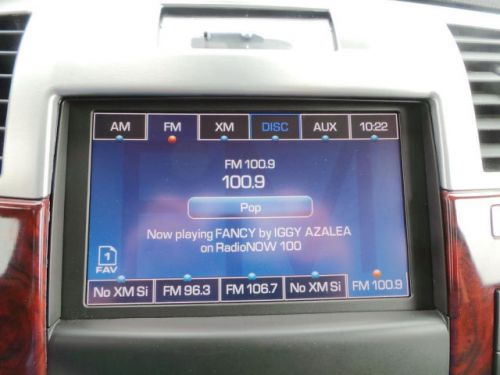 AM FM XM DISC AUX 10:22
FM 100.9
100.9
Pop
Now playing FANCY by IGGY AZALEA
on RadioNOW 100
1
FAV
No XM Si FM 96.3 FM 106.7 No XM Si FM 100.9